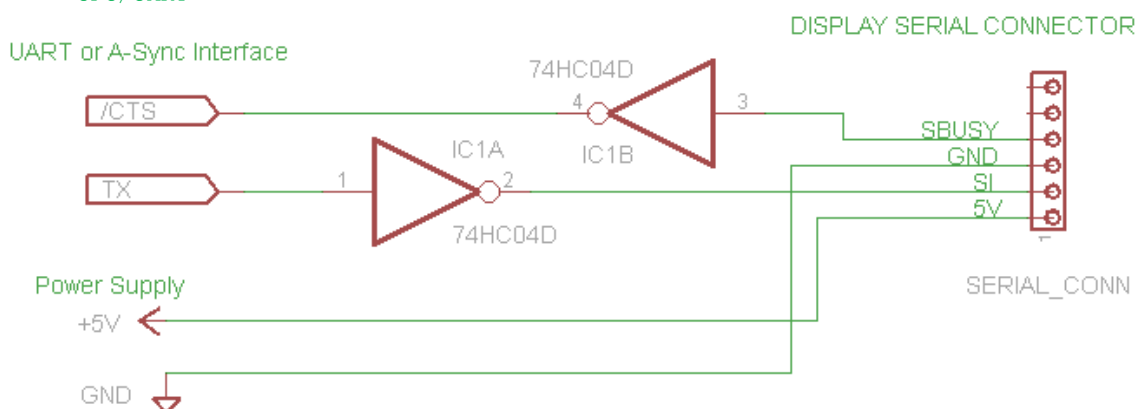 DISPLAY SERIAL CONNECTOR
UART or A-Sync Interface
74HC04D
/CTS
4
3
SBUSY
IC1A
IC1B
GND
TX
1
2
SI
5V
74HC04D
1
Power Supply
SERIAL_CONN
+5V
GND